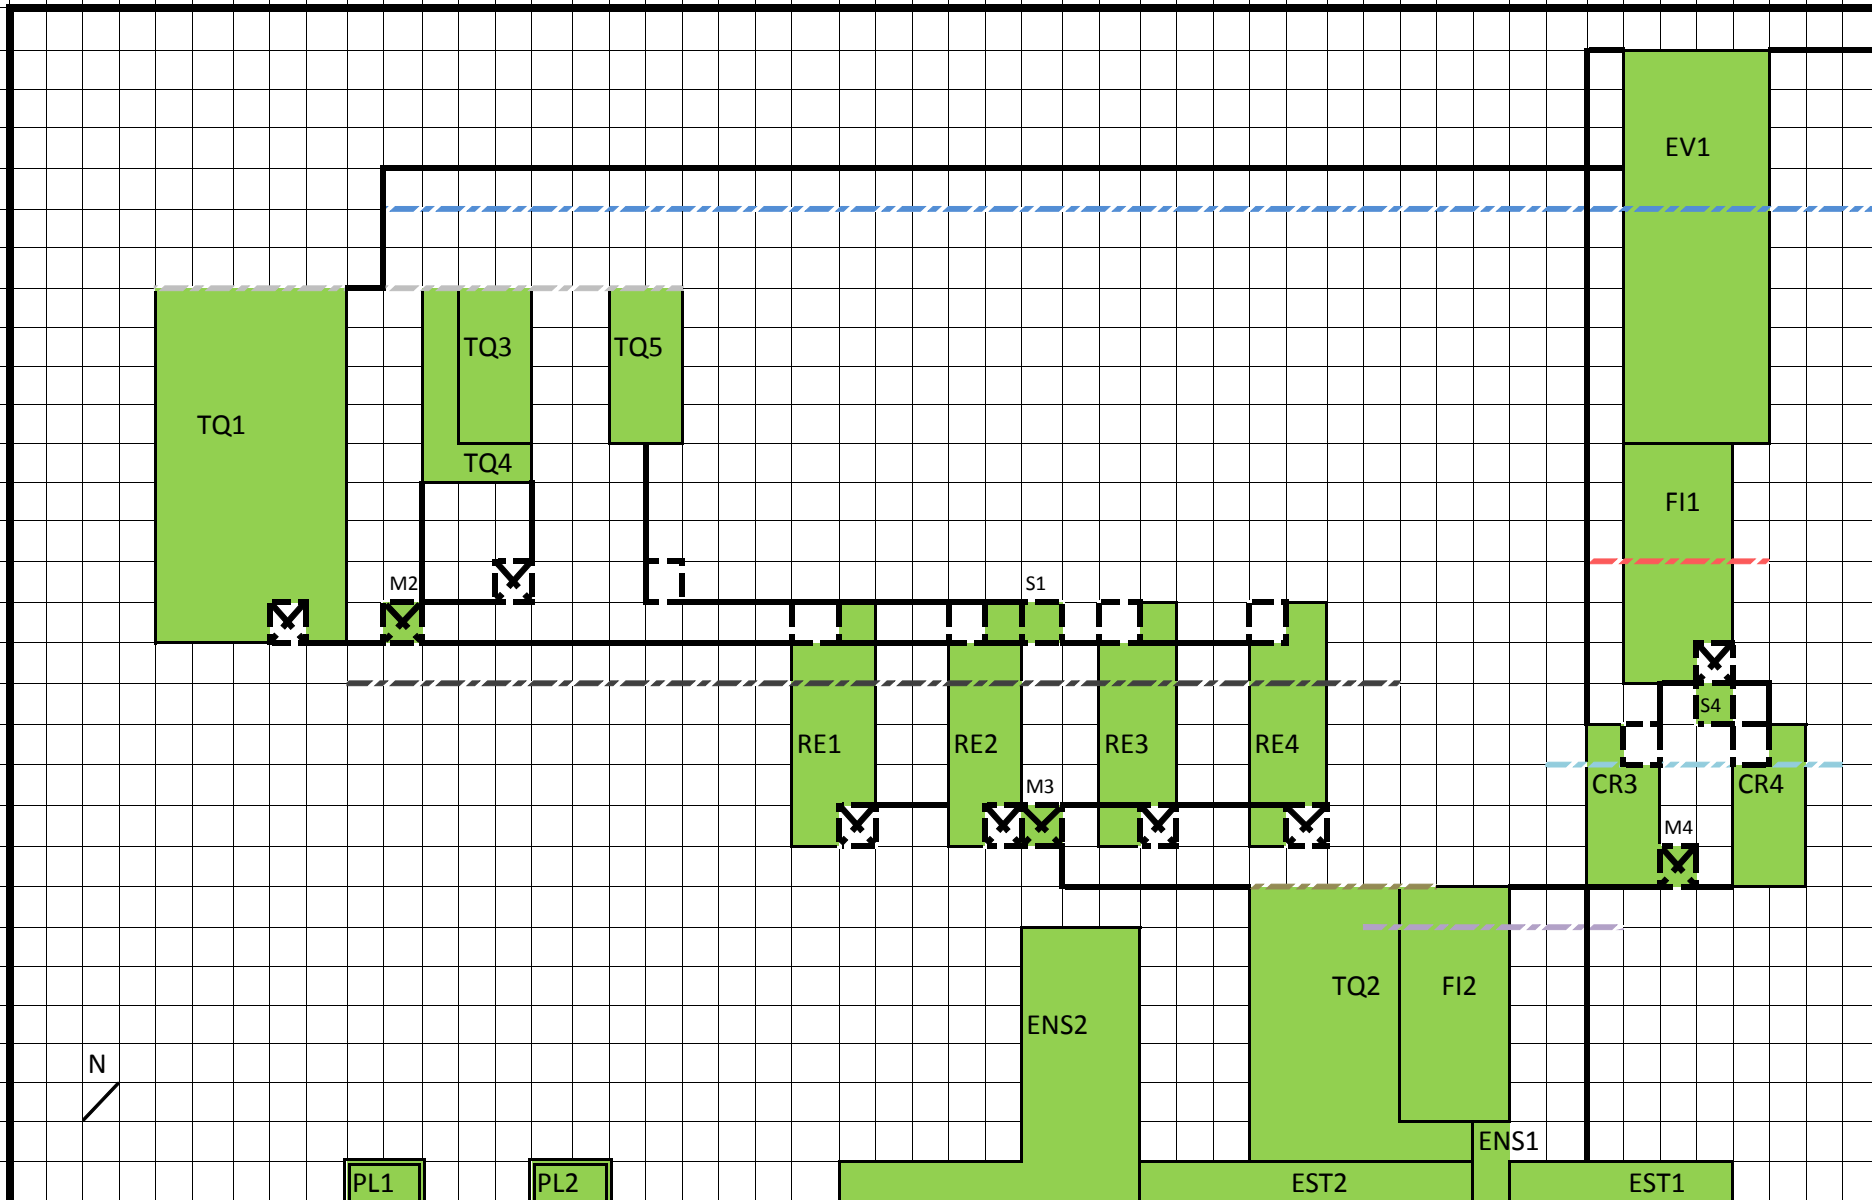 EV1
TQ3
TQ5
TQ1
TQ4
FI1
M2
S1
S4
RE1
RE2
RE3
RE4
M3
CR3
CR4
M4
TQ2
FI2
ENS2
N
ENS1
PL1
PL2
EST2
EST1